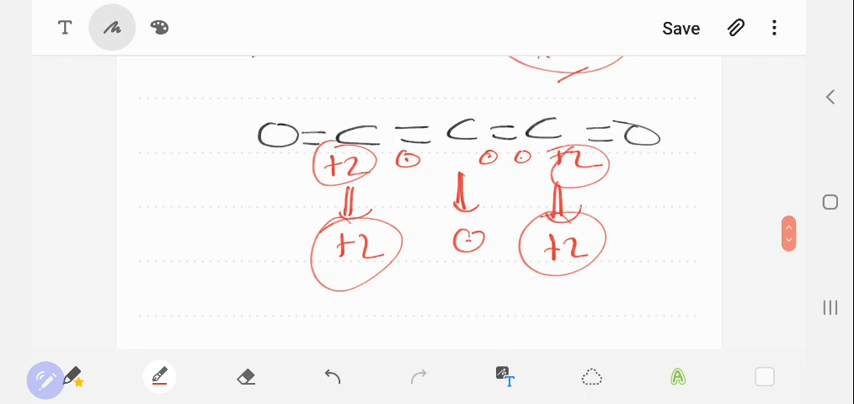 T Save
O=C=C=C=O
+2 0 0 0 +2
+2 0 +2
T
A